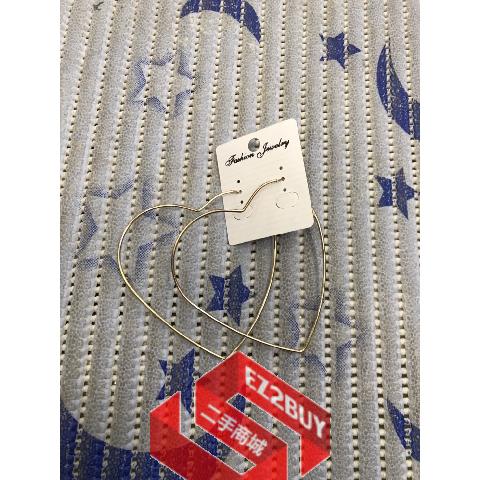 Fashion Jewelry
EZ2BUY
二手商城